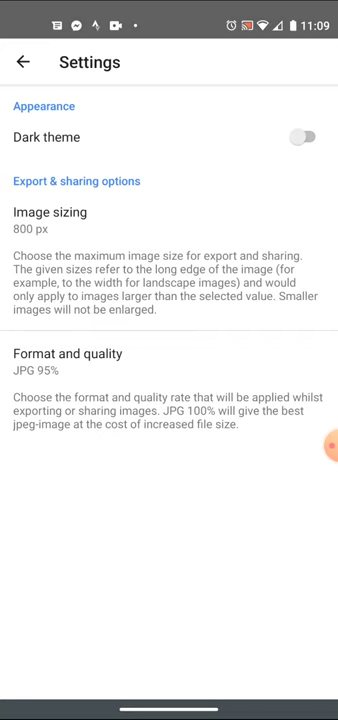 11:09
Settings
Appearance
Dark theme
Export & sharing options
Image sizing
800 px
Choose the maximum image size for export and sharing.
The given sizes refer to the long edge of the image (for
example, to the width for landscape images) and would
only apply to images larger than the selected value. Smaller
images will not be enlarged.
Format and quality
JPG 95%
Choose the format and quality rate that will be applied whilst
exporting or sharing images. JPG 100% will give the best
jpeg-image at the cost of increased file size.